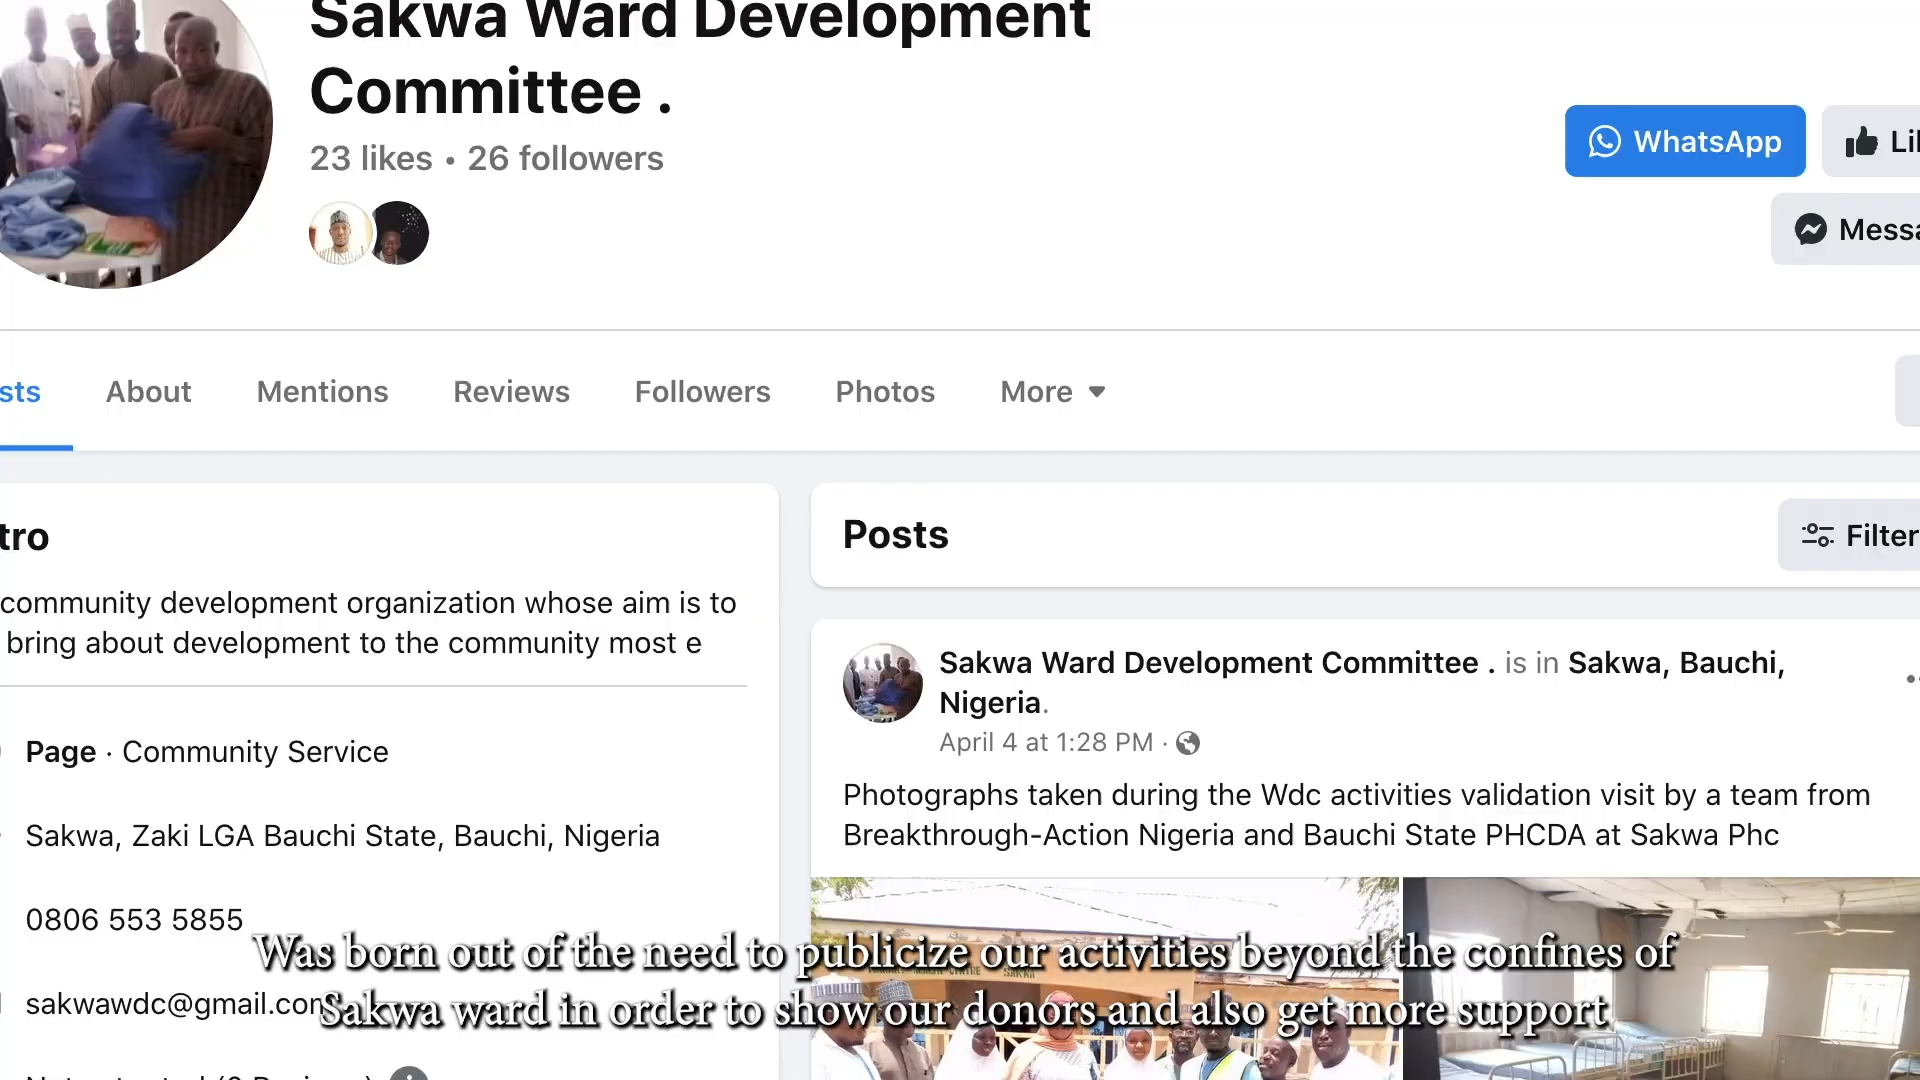 Sakwa Ward Development
Committee .
23 likes • 26 followers
WhatsApp
Messa
sts
About
Mentions
Reviews
Followers
Photos
More
tro
community development organization whose aim is to
bring about development to the community most e
Page · Community Service
Sakwa, Zaki LGA Bauchi State, Bauchi, Nigeria
0806 553 5855
sakwawdc@gmail.com
Posts
Filter
Sakwa Ward Development Committee . is in Sakwa, Bauchi,
Nigeria.
April 4 at 1:28 PM ·
Photographs taken during the Wdc activities validation visit by a team from
Breakthrough-Action Nigeria and Bauchi State PHCDA at Sakwa Phc
Was born out of the need to publicize our activities beyond the confines of
Sakwa ward in order to show our donors and also get more support